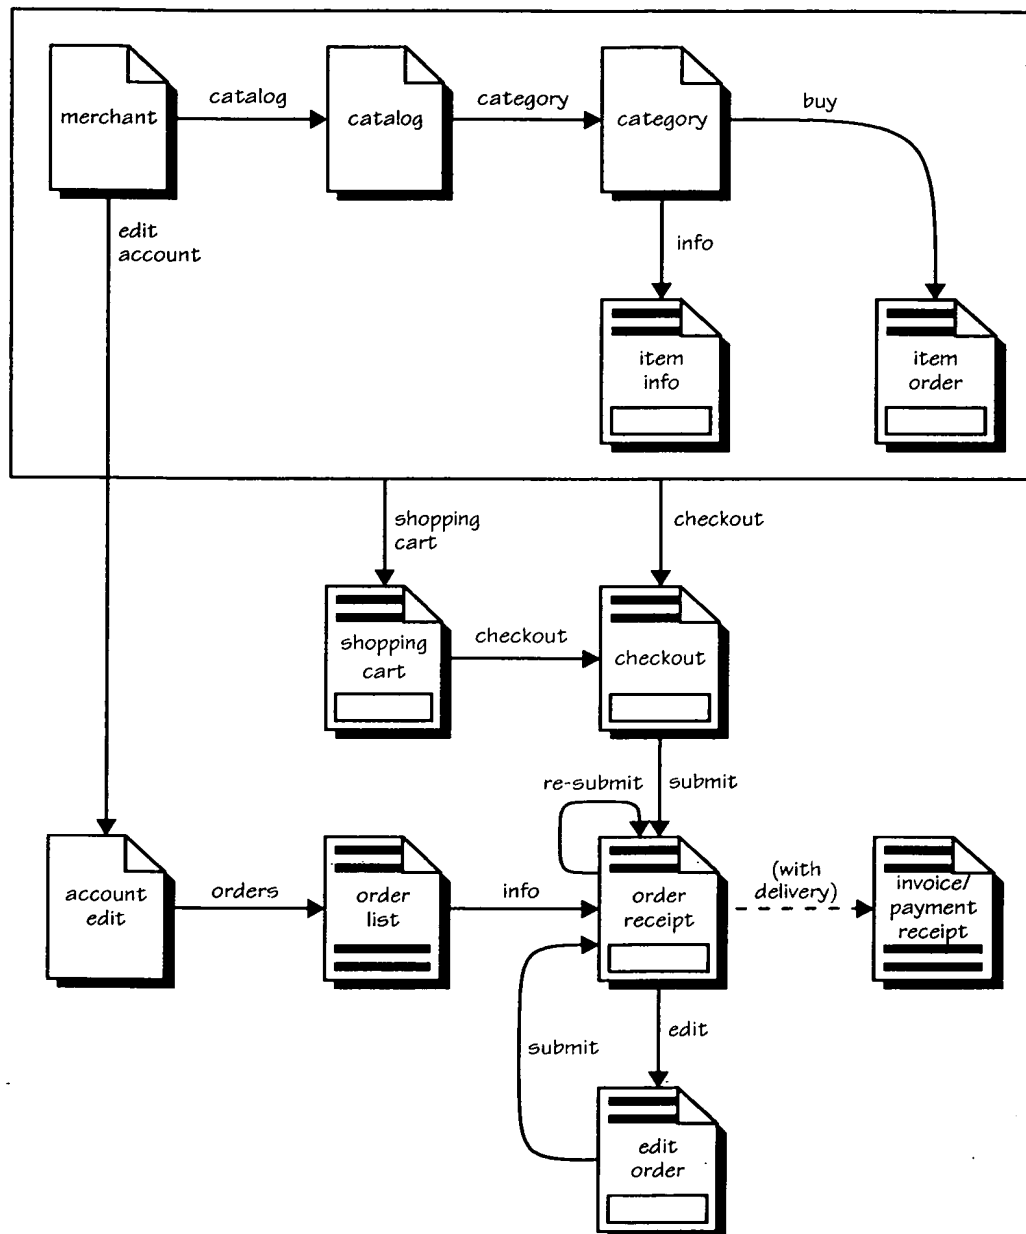 merchant
catalog
catalog
category
category
buy
edit
account
info
item
info
item
order
shopping
cart
checkout
shopping
cart
checkout
checkout
re-submit
submit
account
edit
orders
order
list
info
order
receipt
(with
delivery)
invoice/
payment
receipt
submit
edit
edit
order